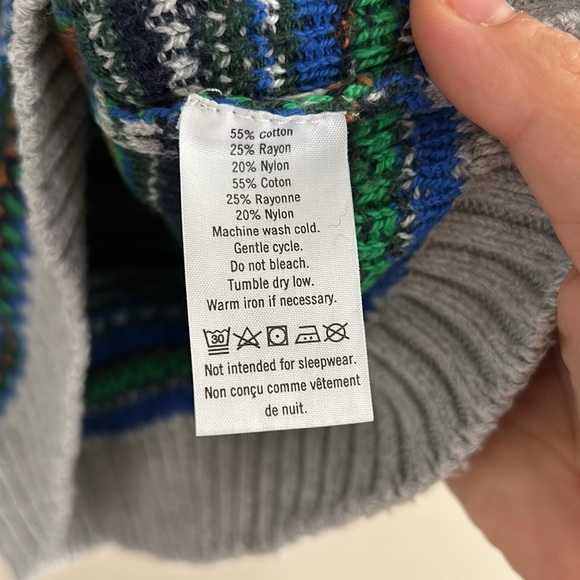 55% Cotton
25% Rayon
20% Nylon
55% Coton
25% Rayonne
20% Nylon
Machine wash cold.
Gentle cycle.
Do not bleach.
Tumble dry low.
Warm iron if necessary.
30
Not intended for sleepwear.
Non conçu comme vêtement
de nuit.